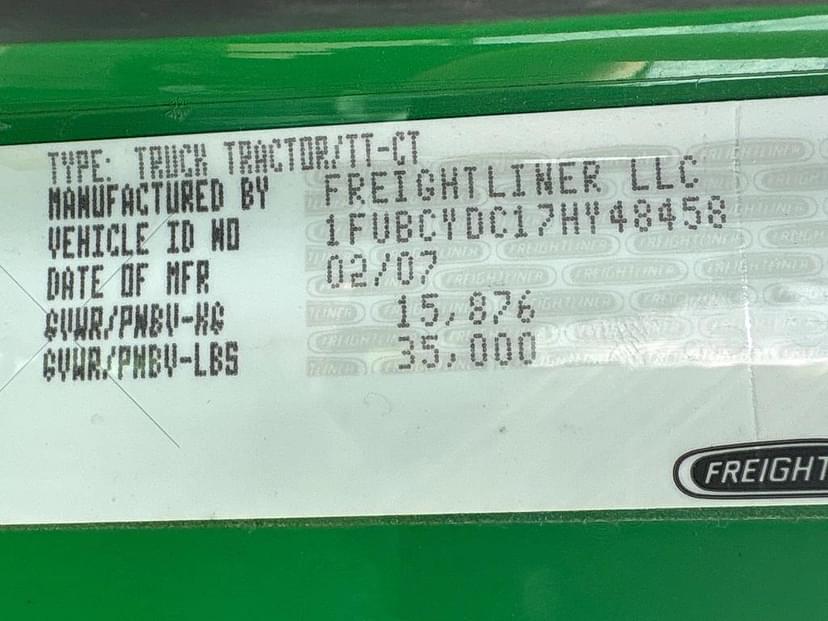 TYPE: TRUCK TRACTOR/TT-CT
MANUFACTURED BY FREIGHTLINER LLC
VEHICLE ID NO 1FUBCYDC17HY48458
DATE OF MFR 02/07
GVWR/PNBV-KG 15,876
GVWR/PNBV-LBS 35,000
FREIGHT